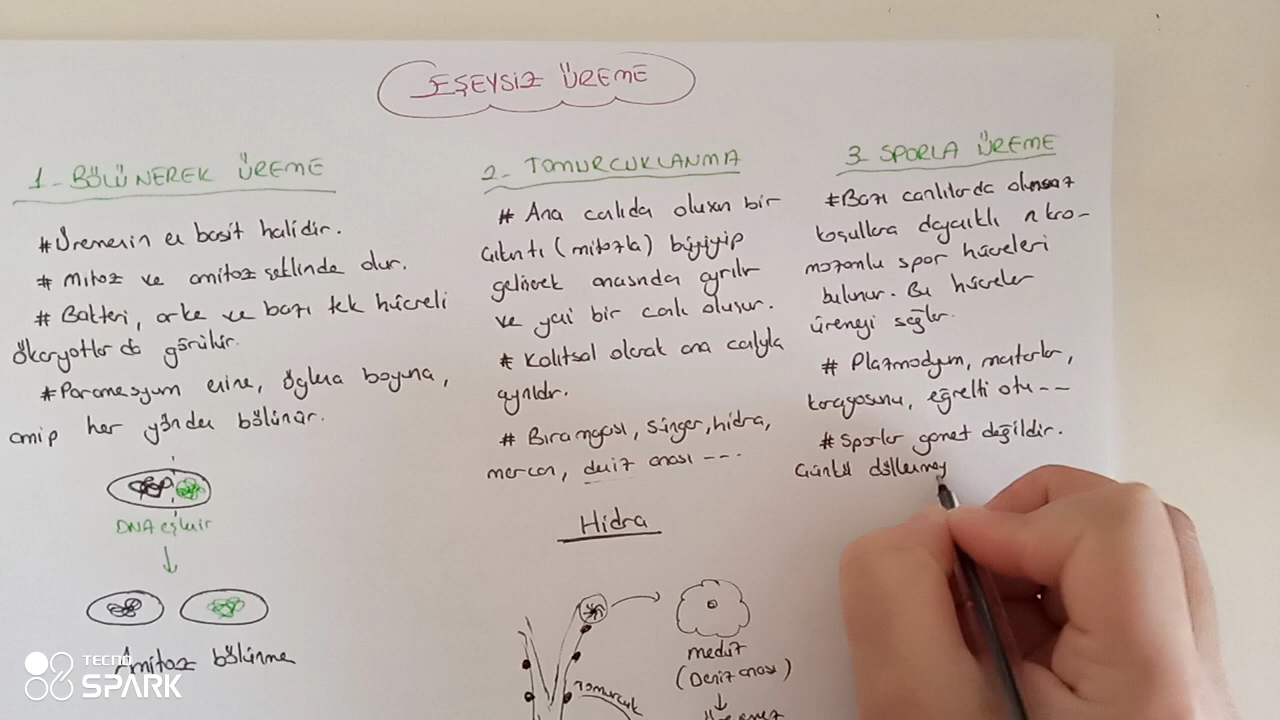 EŞEYSİZ ÜREME
1- BÖLÜNEREK ÜREME
# Üremenin en basit halidir.
# Mitoz ve amitoz şeklinde olur.
# Bakteri, arke ve bazı tek hücreli
ökaryotlarda görülür.
# Paramesyum enine, öglena boyuna,
amip her yönden bölünür.
DNA eşlenir
Amitoz bölünme
2- TOMURCUKLANMA
# Ana canlıda oluşan bir
çıkıntı (mitozla) büyüyüp
gelişerek anasından ayrılır
ve yeni bir canlı oluşur.
# Kolonisel olarak ana canlıyla
ayrıldır.
# Bira mayası, sünger, hidra,
mercan, deniz anası ---
Hidra
medüz
(Deniz anası)
Tomurcuk
3- SPORLA ÜREME
# Bazı canlılarda olumsuz
koşullara dayanıklı n kro-
mozomlu spor hücreleri
bulunur. Bu hücreler
üremeyi sağlar.
# Plazmodyum, mantarlar,
karayosunu, eğrelti otu --
# Sporlar gamet değildir.
Çünkü döllenmey
TECNO
SPARK